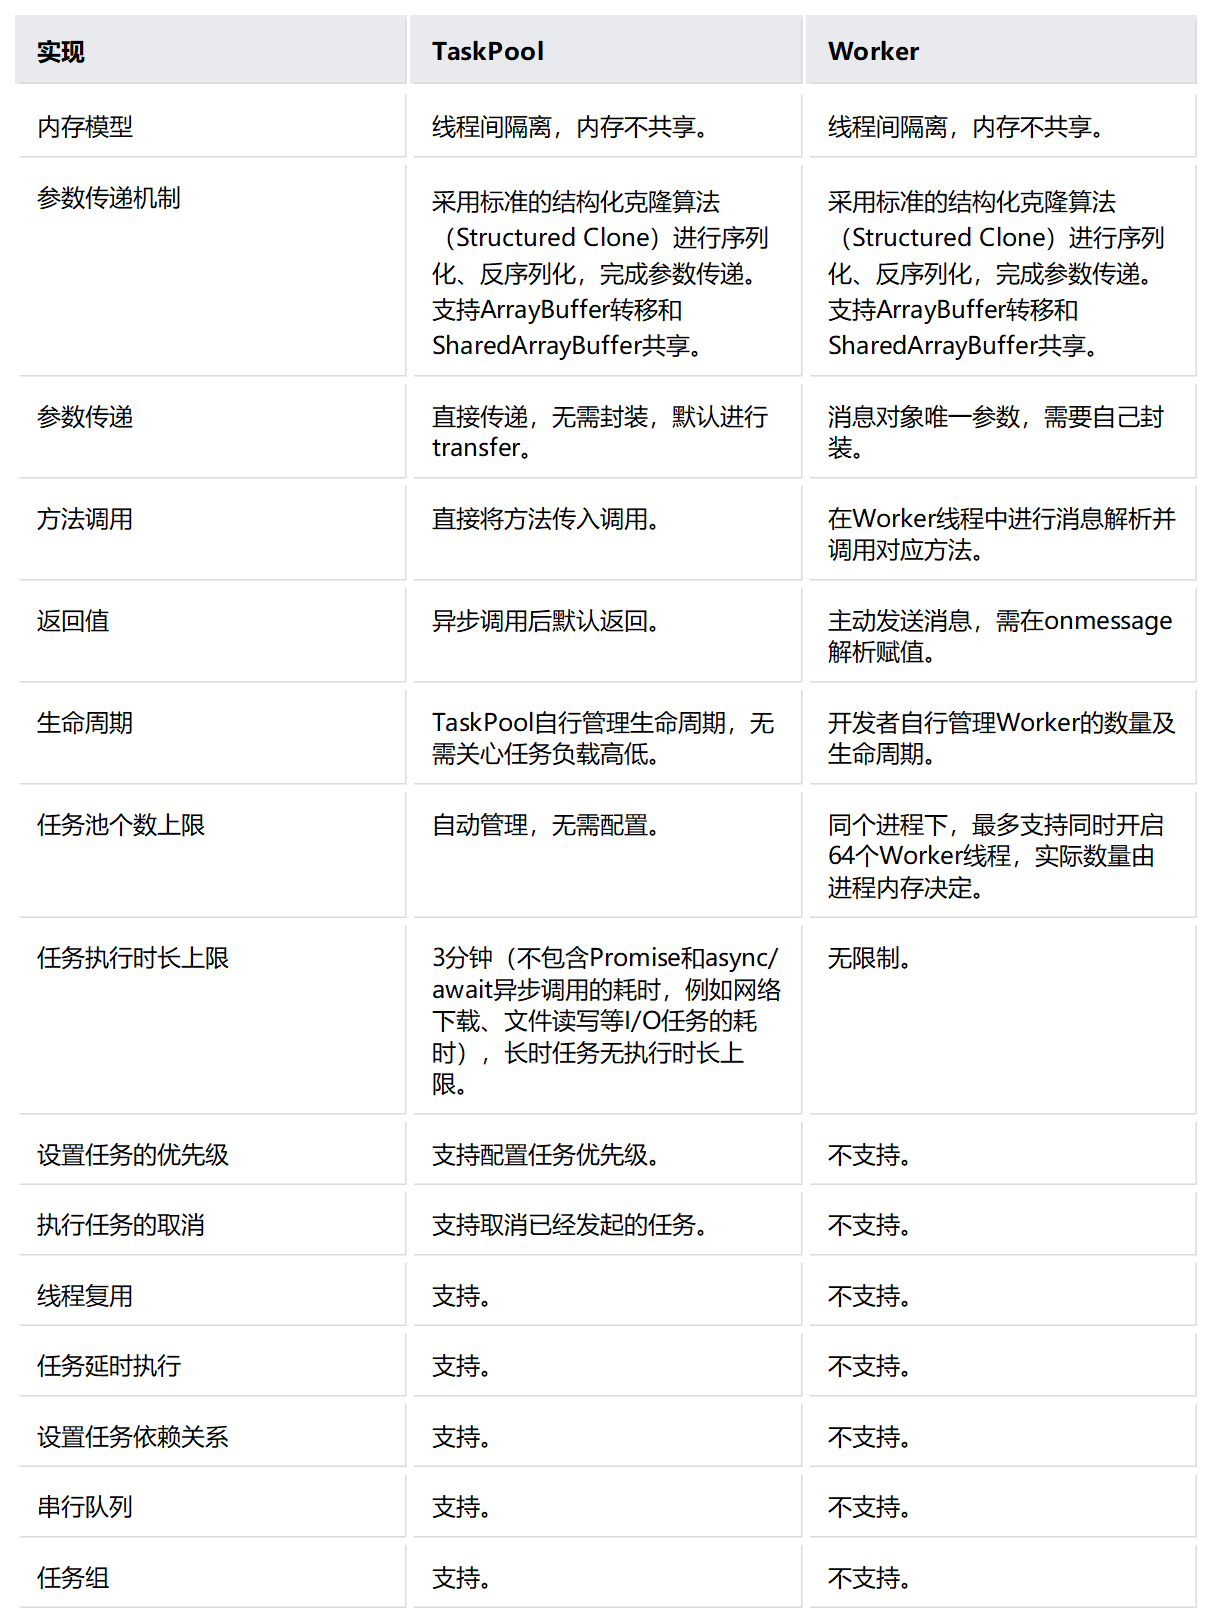 实现
TaskPool
Worker
内存模型
线程间隔离，内存不共享。
线程间隔离，内存不共享。
参数传递机制
采用标准的结构化克隆算法
（Structured Clone）进行序列
化、反序列化，完成参数传递。
支持ArrayBuffer转移和
SharedArrayBuffer共享。
采用标准的结构化克隆算法
（Structured Clone）进行序列
化、反序列化，完成参数传递。
支持ArrayBuffer转移和
SharedArrayBuffer共享。
参数传递
直接传递，无需封装，默认进行
transfer。
消息对象唯一参数，需要自己封
装。
方法调用
直接将方法传入调用。
在Worker线程中进行消息解析并
调用对应方法。
返回值
异步调用后默认返回。
主动发送消息，需在onmessage
解析赋值。
生命周期
TaskPool自行管理生命周期，无
需关心任务负载高低。
开发者自行管理Worker的数量及
生命周期。
任务池个数上限
自动管理，无需配置。
同个进程下，最多支持同时开启
64个Worker线程，实际数量由
进程内存决定。
任务执行时长上限
3分钟（不包含Promise和async/
await异步调用的耗时，例如网络
下载、文件读写等I/O任务的耗
时），长时任务无执行时长上
限。
无限制。
设置任务的优先级
支持配置任务优先级。
不支持。
执行任务的取消
支持取消已经发起的任务。
不支持。
线程复用
支持。
不支持。
任务延时执行
支持。
不支持。
设置任务依赖关系
支持。
不支持。
串行队列
支持。
不支持。
任务组
支持。
不支持。